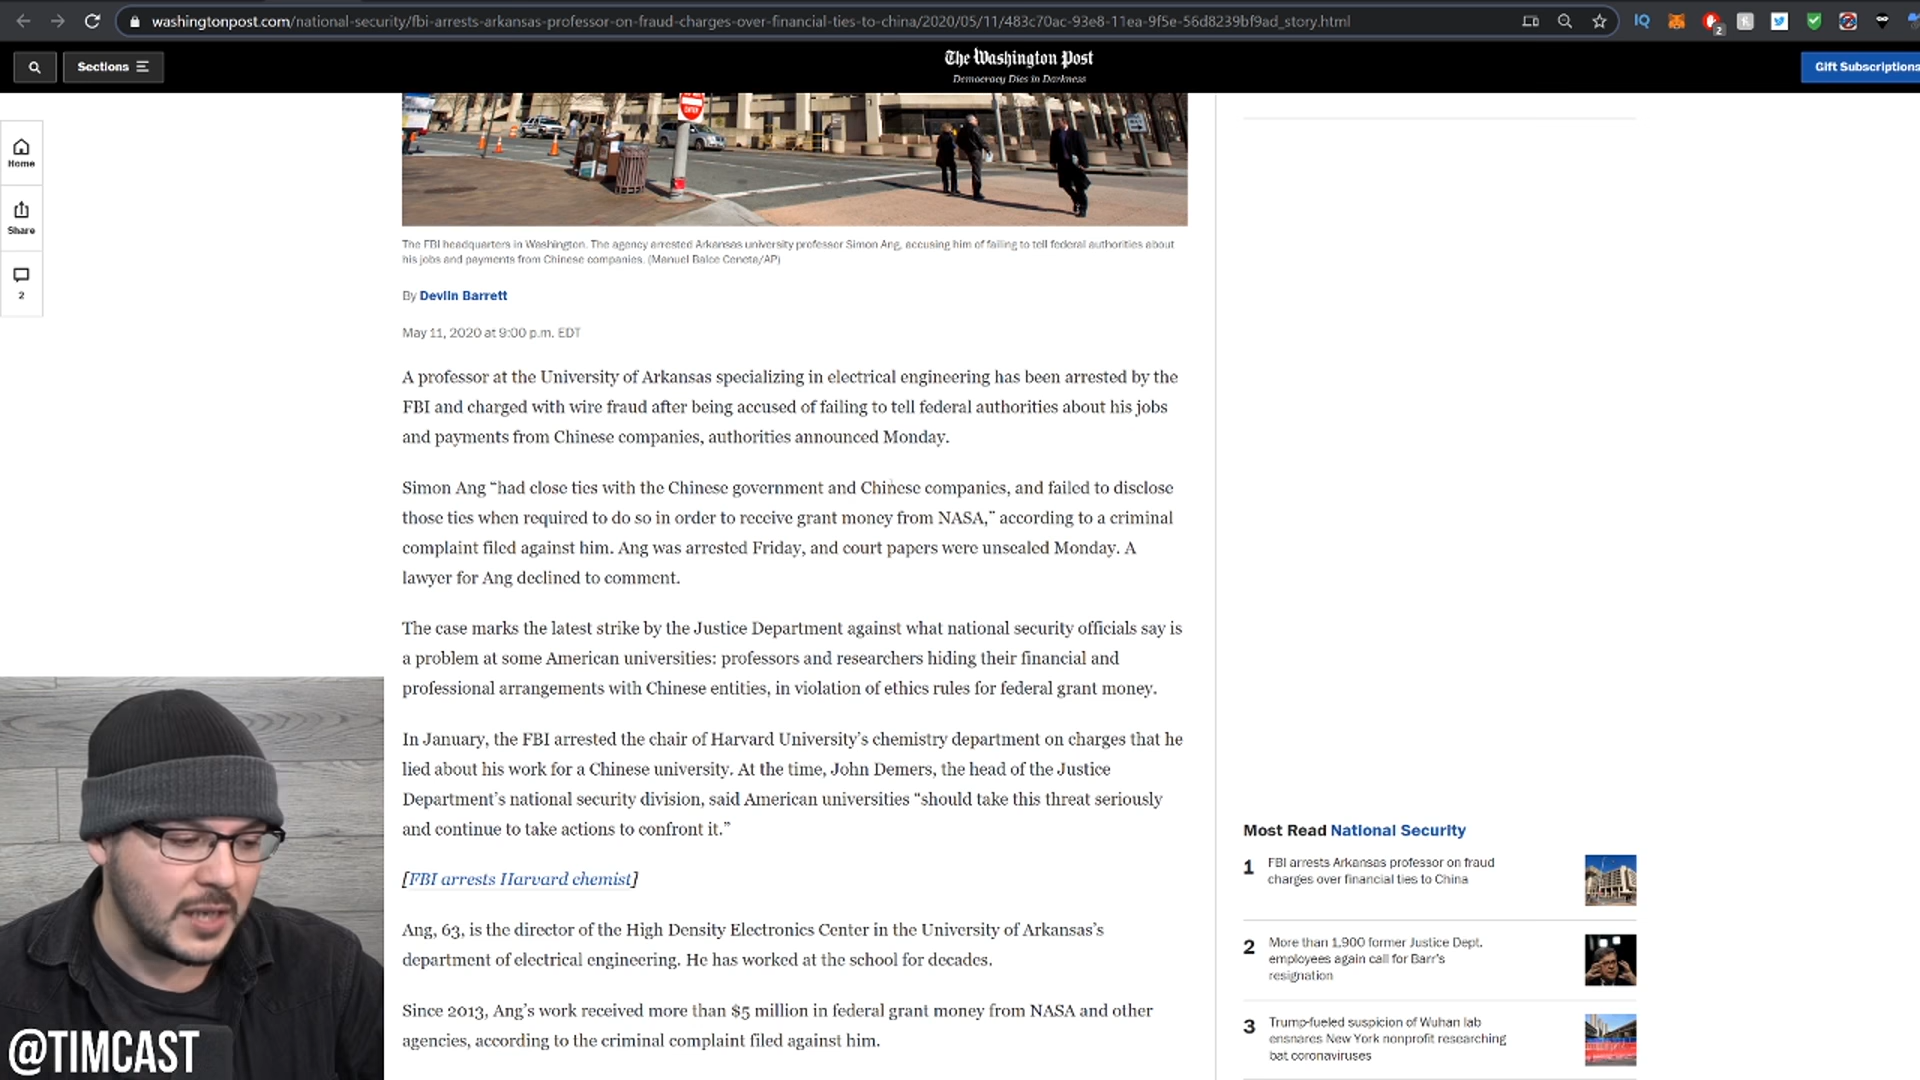 washingtonpost.com/national-security/fbi-arrests-arkansas-professor-on-fraud-charges-over-financial-ties-to-china/2020/05/11/483c70ac-93e8-11ea-9f5e-56d8239bf9ad_story.html
IQ
2
Sections
The Washington Post
Democracy Dies in Darkness
Gift Subscriptions
Home
Share
2
The FBI headquarters in Washington. The agency arrested Arkansas university professor Simon Ang, accusing him of failing to tell federal authorities about
his jobs and payments from Chinese companies. (Manuel Balce Ceneta/AP)
By Devlin Barrett
May 11, 2020 at 9:00 p.m. EDT
A professor at the University of Arkansas specializing in electrical engineering has been arrested by the
FBI and charged with wire fraud after being accused of failing to tell federal authorities about his jobs
and payments from Chinese companies, authorities announced Monday.
Simon Ang “had close ties with the Chinese government and Chinese companies, and failed to disclose
those ties when required to do so in order to receive grant money from NASA,” according to a criminal
complaint filed against him. Ang was arrested Friday, and court papers were unsealed Monday. A
lawyer for Ang declined to comment.
The case marks the latest strike by the Justice Department against what national security officials say is
a problem at some American universities: professors and researchers hiding their financial and
professional arrangements with Chinese entities, in violation of ethics rules for federal grant money.
In January, the FBI arrested the chair of Harvard University’s chemistry department on charges that he
lied about his work for a Chinese university. At the time, John Demers, the head of the Justice
Department’s national security division, said American universities “should take this threat seriously
and continue to take actions to confront it.”
[FBI arrests Harvard chemist]
Ang, 63, is the director of the High Density Electronics Center in the University of Arkansas’s
department of electrical engineering. He has worked at the school for decades.
Since 2013, Ang’s work received more than $5 million in federal grant money from NASA and other
agencies, according to the criminal complaint filed against him.
Most Read National Security
1 FBI arrests Arkansas professor on fraud
charges over financial ties to China
2 More than 1,900 former Justice Dept.
employees again call for Barr’s
resignation
3 Trump-fueled suspicion of Wuhan lab
ensnares New York nonprofit researching
bat coronaviruses
@TIMCAST